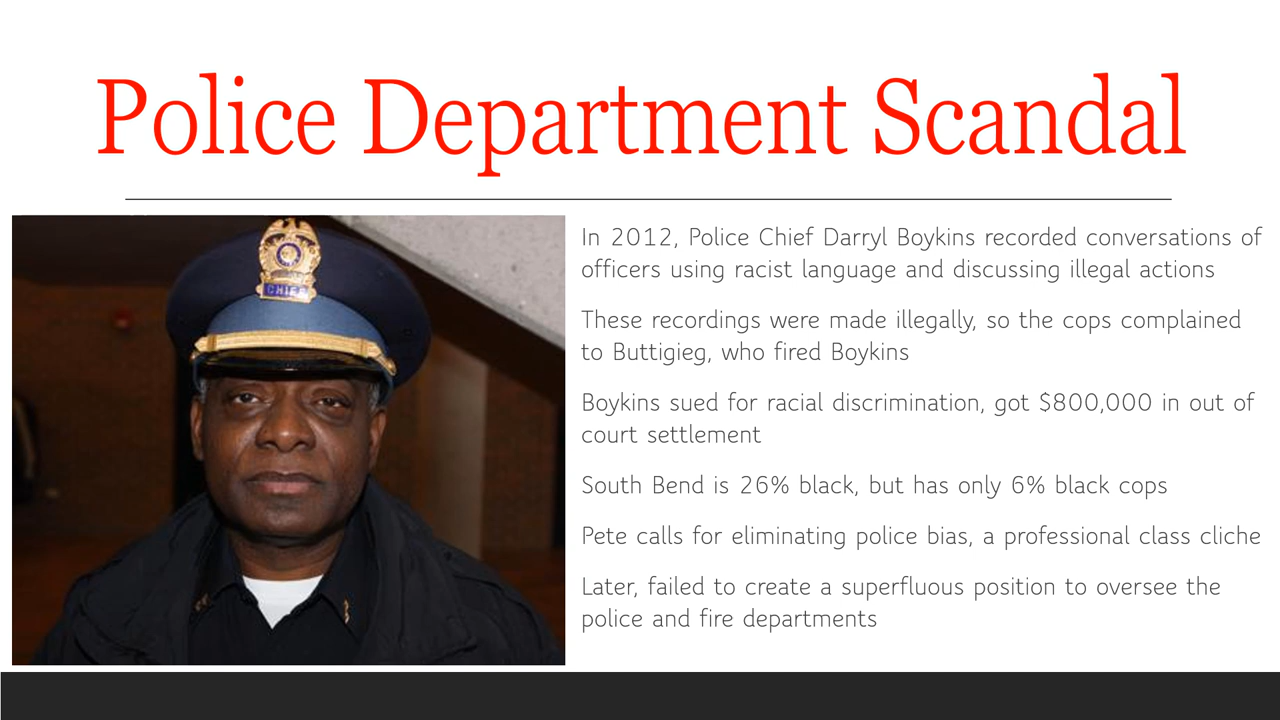 Police Department Scandal
CHIEF
In 2012, Police Chief Darryl Boykins recorded conversations of
officers using racist language and discussing illegal actions
These recordings were made illegally, so the cops complained
to Buttigieg, who fired Boykins
Boykins sued for racial discrimination, got $800,000 in out of
court settlement
South Bend is 26% black, but has only 6% black cops
Pete calls for eliminating police bias, a professional class cliche
Later, failed to create a superfluous position to oversee the
police and fire departments